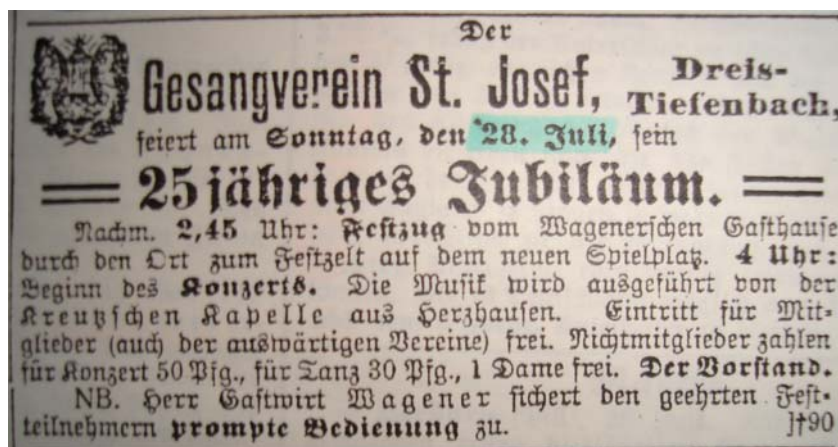 Der
Gesangverein St. Josef, Dreis-
Tiefenbach,
feiert am Sonntag, den 28. Juli, sein
25jähriges Jubiläum.
Nachm. 2,45 Uhr: Festzug vom Wagenerschen Gasthause
durch den Ort zum Festzelt auf dem neuen Spielplatz. 4 Uhr:
Beginn des Konzerts. Die Musik wird ausgeführt von der
Kreutzschen Kapelle aus Herzhausen. Eintritt für Mit-
glieder (auch der auswärtigen Vereine) frei. Nichtmitglieder zahlen
für Konzert 50 Pfg., für Tanz 30 Pfg., 1 Dame frei. Der Vorstand.
NB. Herr Gastwirt Wagener sichert den geehrten Fest-
teilnehmern prompte Bedienung zu. ]†90